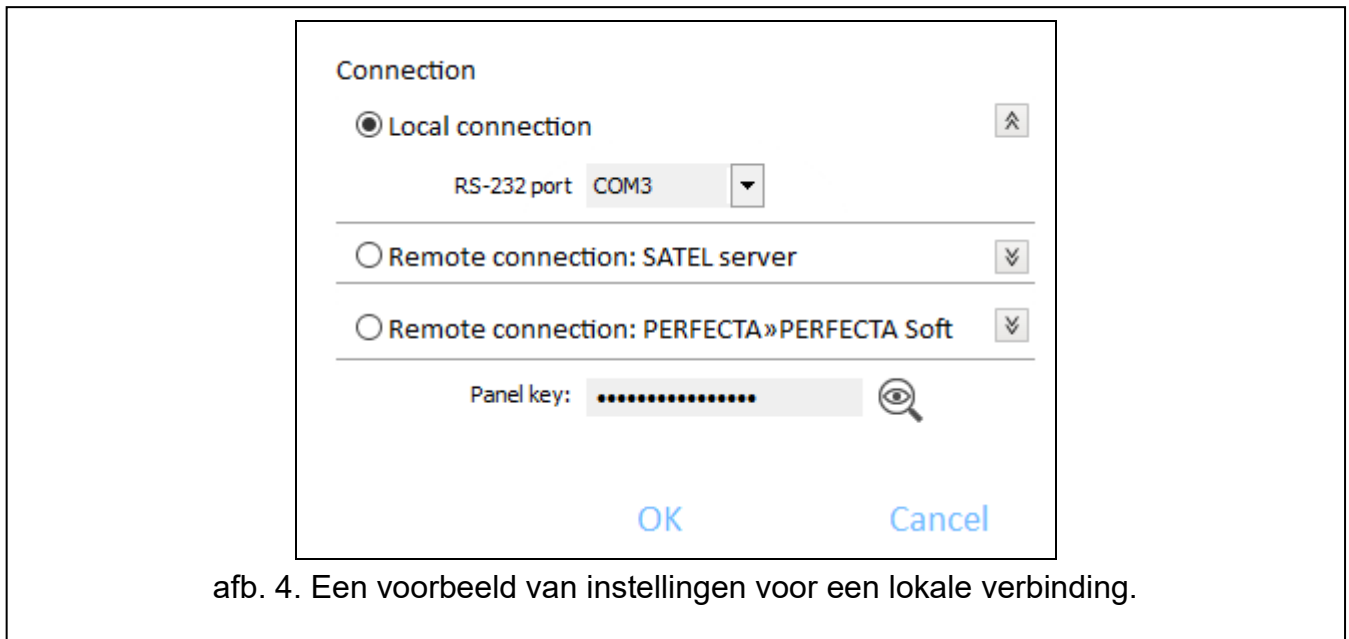 Connection
Local connection
RS-232 port COM3
Remote connection: SATEL server
Remote connection: PERFECTA»PERFECTA Soft
Panel key: ••••••••••••••••
OK Cancel
afb. 4. Een voorbeeld van instellingen voor een lokale verbinding.